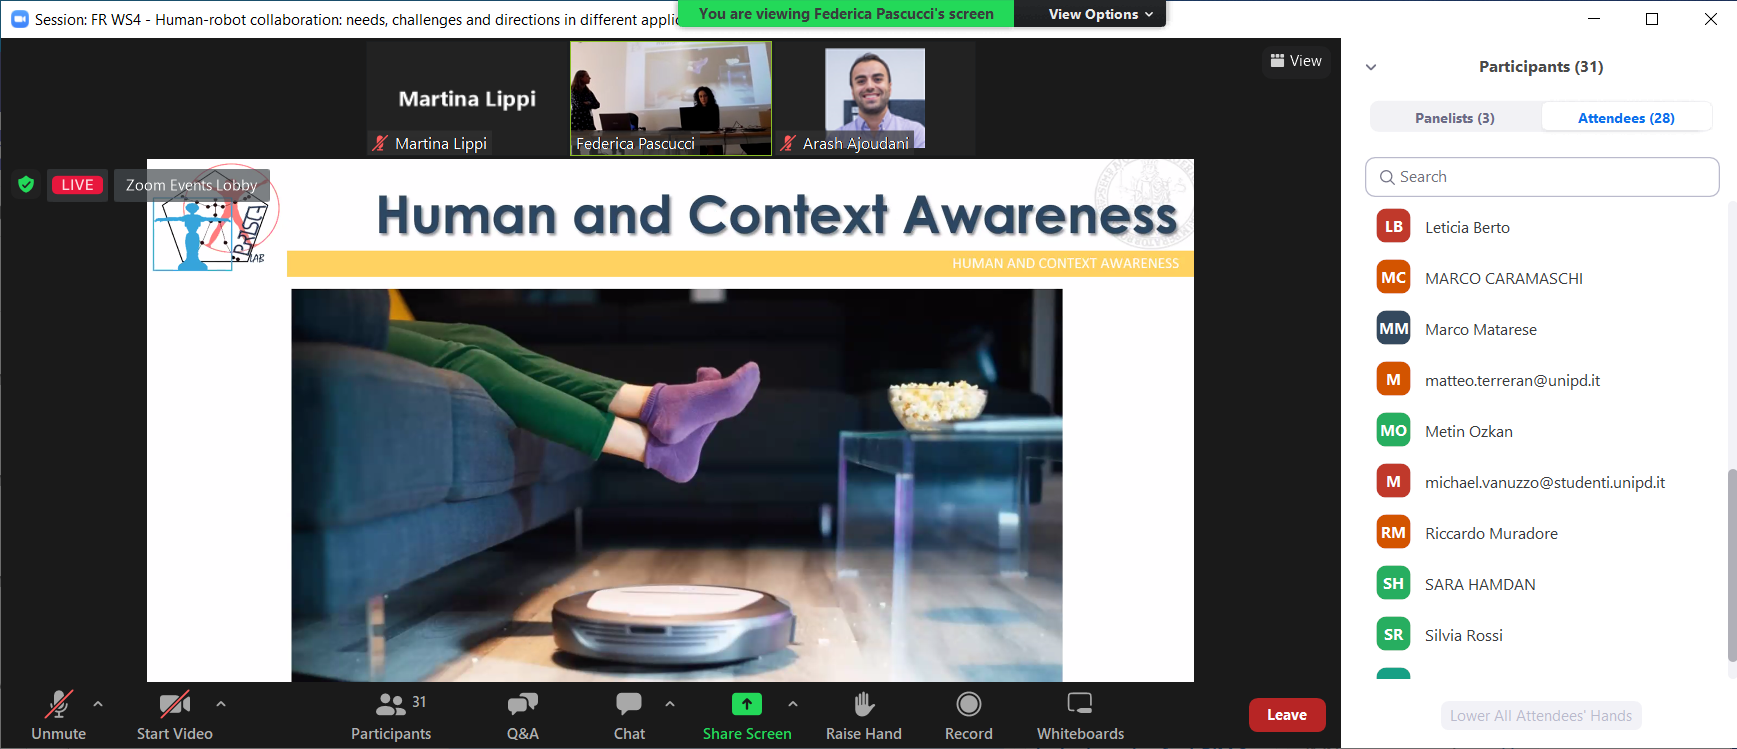 Session: FR WS4 - Human-robot collaboration: needs, challenges and directions in different applic
You are viewing Federica Pascucci's screen
View Options
Martina Lippi
Martina Lippi
Federica Pascucci
Arash Ajoudani
View
LIVE
Zoom Events Lobby
LAB
Human and Context Awareness
HUMAN AND CONTEXT AWARENESS
Participants (31)
Panelists (3)
Attendees (28)
Search
LB Leticia Berto
MC MARCO CARAMASCHI
MM Marco Matarese
M matteo.terreran@unipd.it
MO Metin Ozkan
M michael.vanuzzo@studenti.unipd.it
RM Riccardo Muradore
SH SARA HAMDAN
SR Silvia Rossi
Lower All Attendees' Hands
Unmute
Start Video
31
Participants
Q&A
Chat
Share Screen
Raise Hand
Record
Whiteboards
Leave